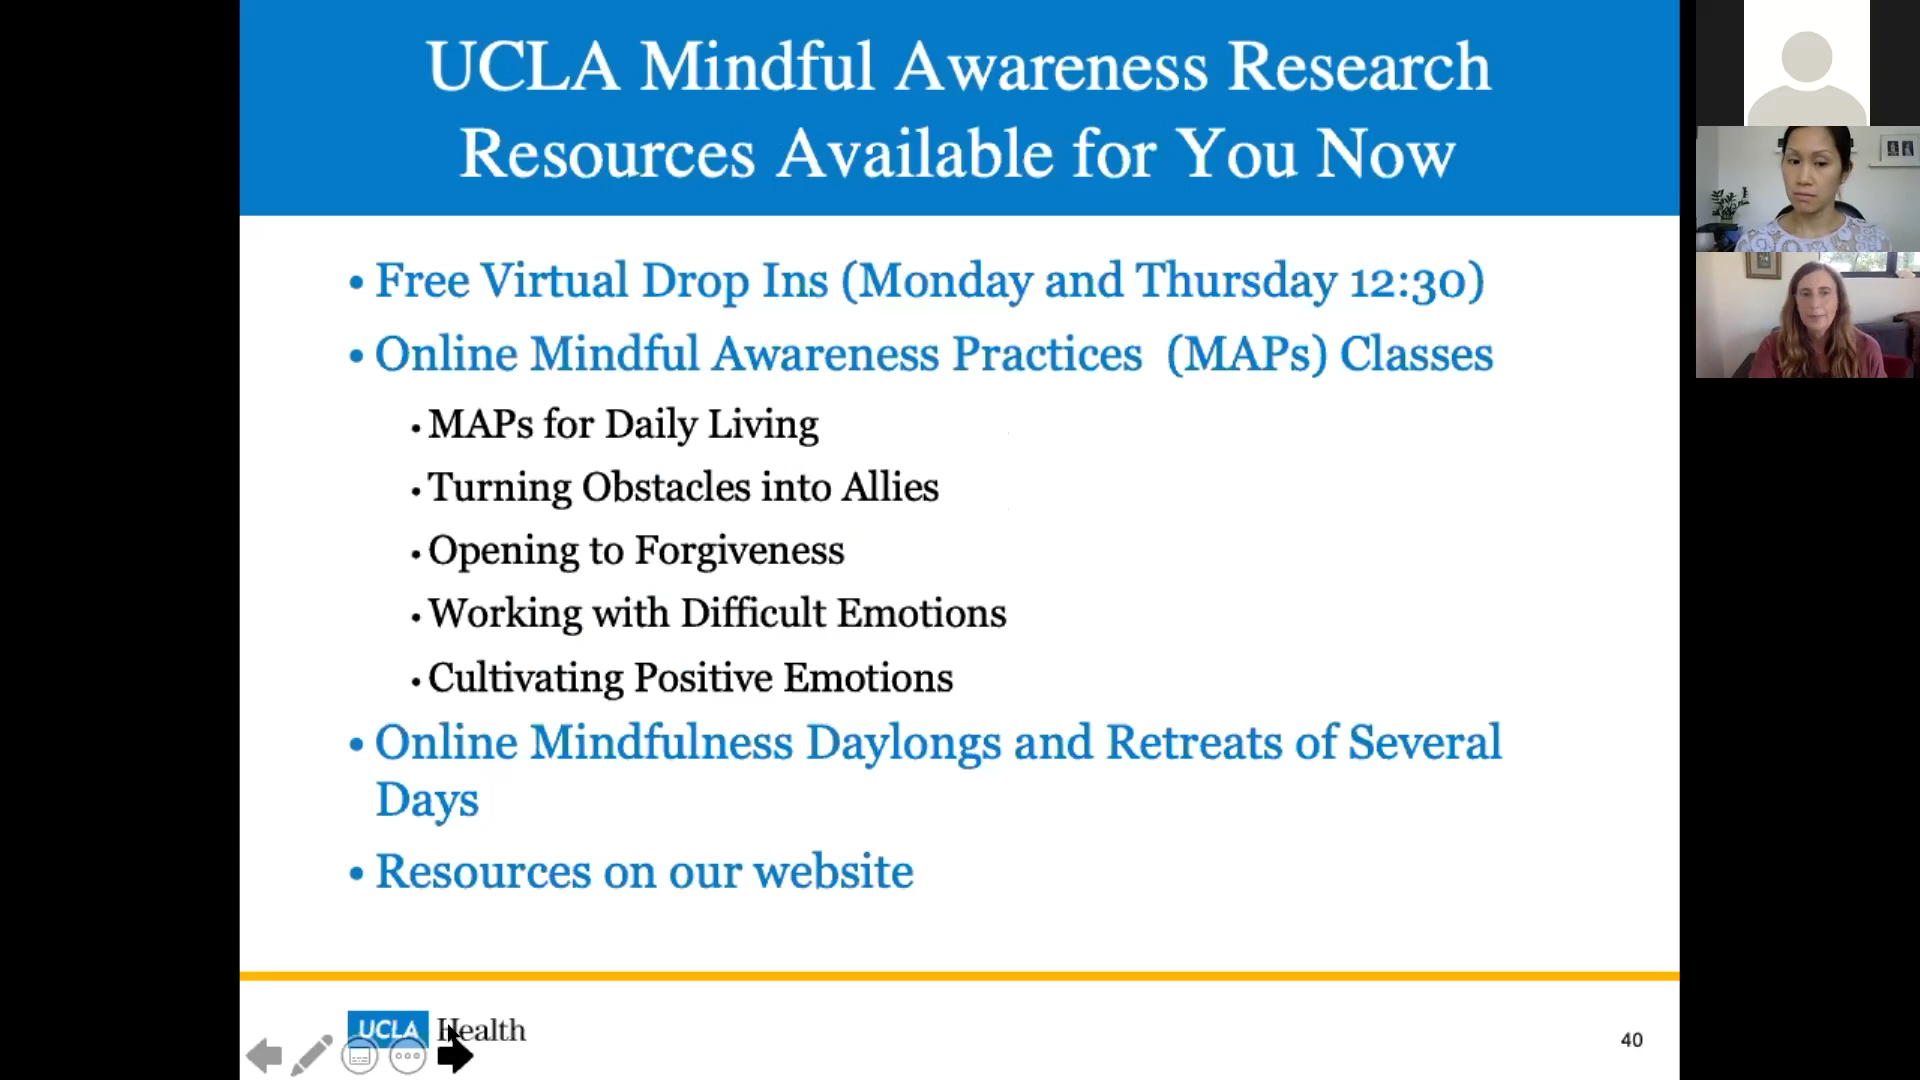 UCLA Mindful Awareness Research
Resources Available for You Now
• Free Virtual Drop Ins (Monday and Thursday 12:30)
• Online Mindful Awareness Practices (MAPs) Classes
• MAPs for Daily Living
• Turning Obstacles into Allies
• Opening to Forgiveness
• Working with Difficult Emotions
• Cultivating Positive Emotions
• Online Mindfulness Daylongs and Retreats of Several
Days
• Resources on our website
UCLA Health
40